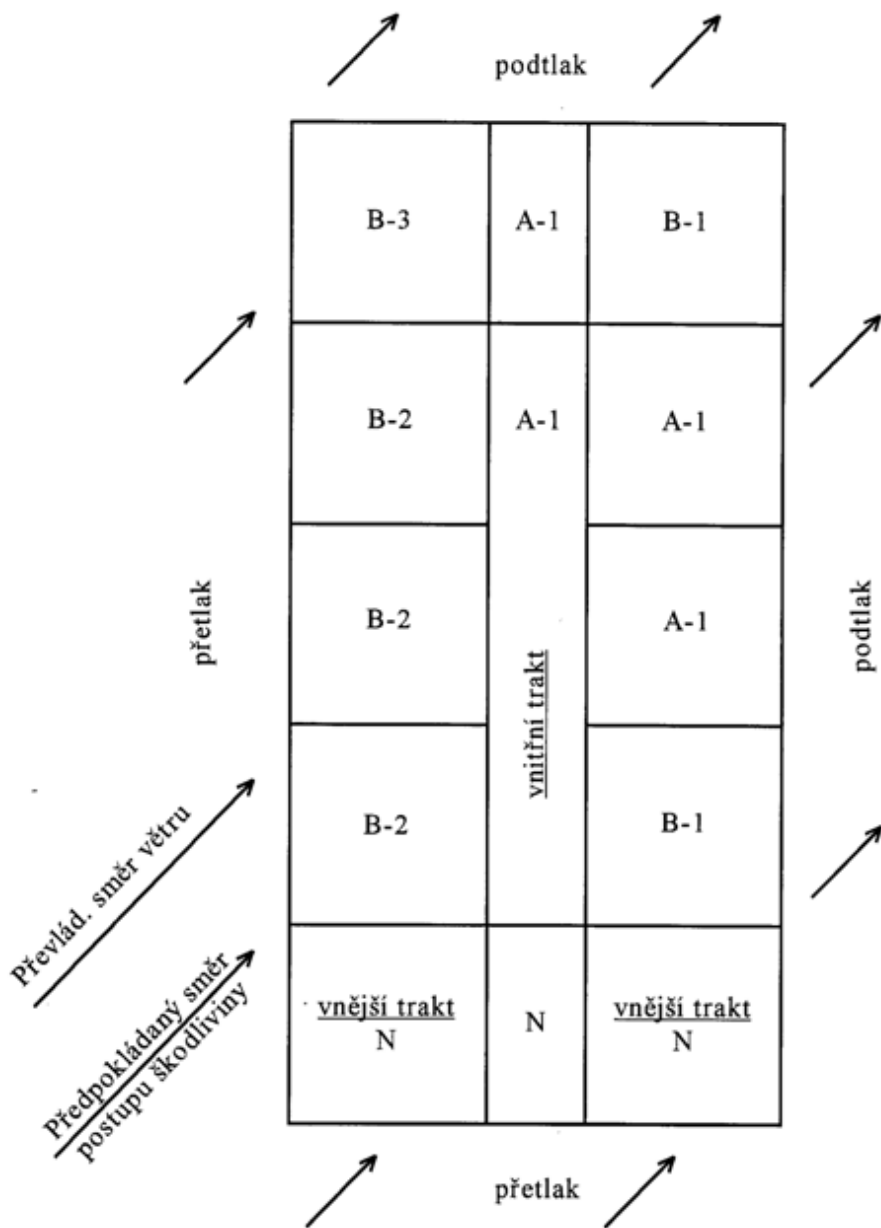 podtlak
B-3
A-1
B-1
B-2
A-1
A-1
přetlak
B-2
vnitřní trakt
A-1
podtlak
Převlád. směr větru
B-2
B-1
Předpokládaný směr
postupu škodliviny
vnější trakt
N
N
vnější trakt
N
přetlak